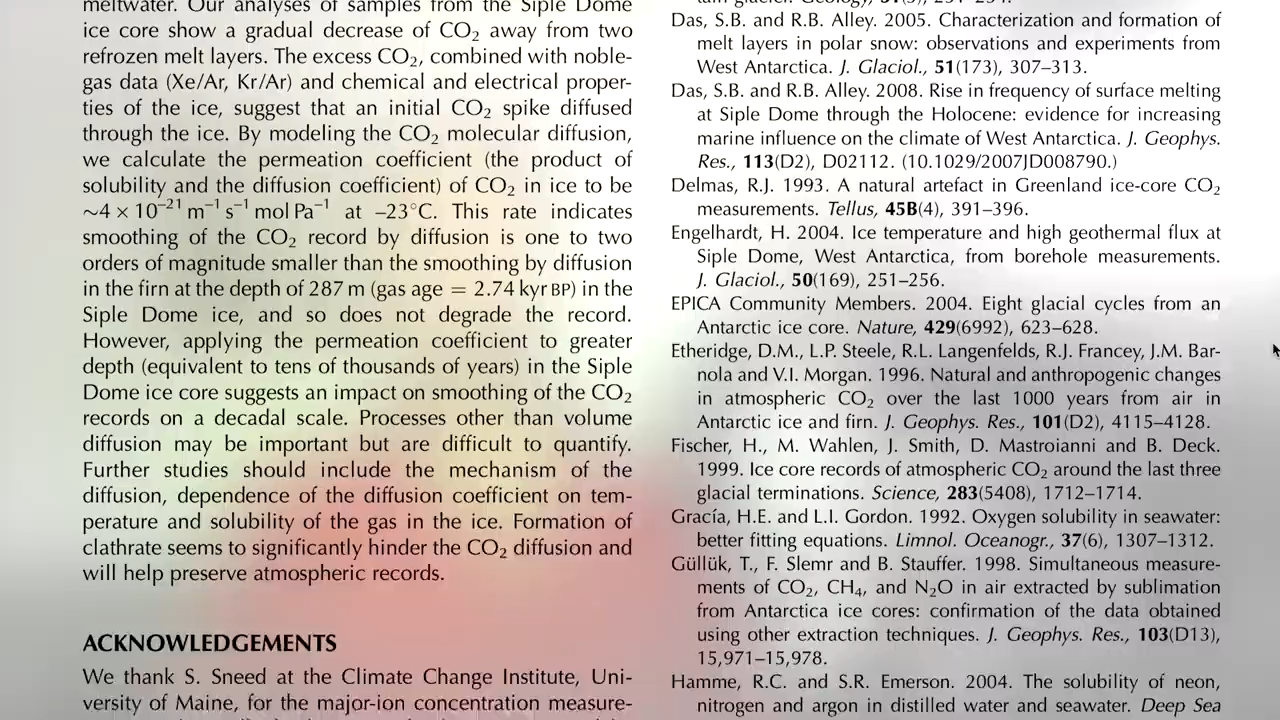 meltwater. Our analyses of samples from the Siple Dome
ice core show a gradual decrease of CO₂ away from two
refrozen melt layers. The excess CO₂, combined with noble-
gas data (Xe/Ar, Kr/Ar) and chemical and electrical proper-
ties of the ice, suggest that an initial CO₂ spike diffused
through the ice. By modeling the CO₂ molecular diffusion,
we calculate the permeation coefficient (the product of
solubility and the diffusion coefficient) of CO₂ in ice to be
~4 × 10⁻²¹ m⁻¹ s⁻¹ mol Pa⁻¹ at –23°C. This rate indicates
smoothing of the CO₂ record by diffusion is one to two
orders of magnitude smaller than the smoothing by diffusion
in the firn at the depth of 287 m (gas age = 2.74 kyr BP) in the
Siple Dome ice, and so does not degrade the record.
However, applying the permeation coefficient to greater
depth (equivalent to tens of thousands of years) in the Siple
Dome ice core suggests an impact on smoothing of the CO₂
records on a decadal scale. Processes other than volume
diffusion may be important but are difficult to quantify.
Further studies should include the mechanism of the
diffusion, dependence of the diffusion coefficient on tem-
perature and solubility of the gas in the ice. Formation of
clathrate seems to significantly hinder the CO₂ diffusion and
will help preserve atmospheric records.
ACKNOWLEDGEMENTS
We thank S. Sneed at the Climate Change Institute, Uni-
versity of Maine, for the major-ion concentration measure-
Das, S.B. and R.B. Alley. 2005. Characterization and formation of
melt layers in polar snow: observations and experiments from
West Antarctica. J. Glaciol., 51(173), 307–313.
Das, S.B. and R.B. Alley. 2008. Rise in frequency of surface melting
at Siple Dome through the Holocene: evidence for increasing
marine influence on the climate of West Antarctica. J. Geophys.
Res., 113(D2), D02112. (10.1029/2007JD008790.)
Delmas, R.J. 1993. A natural artefact in Greenland ice-core CO₂
measurements. Tellus, 45B(4), 391–396.
Engelhardt, H. 2004. Ice temperature and high geothermal flux at
Siple Dome, West Antarctica, from borehole measurements.
J. Glaciol., 50(169), 251–256.
EPICA Community Members. 2004. Eight glacial cycles from an
Antarctic ice core. Nature, 429(6992), 623–628.
Etheridge, D.M., L.P. Steele, R.L. Langenfelds, R.J. Francey, J.M. Bar-
nola and V.I. Morgan. 1996. Natural and anthropogenic changes
in atmospheric CO₂ over the last 1000 years from air in
Antarctic ice and firn. J. Geophys. Res., 101(D2), 4115–4128.
Fischer, H., M. Wahlen, J. Smith, D. Mastroianni and B. Deck.
1999. Ice core records of atmospheric CO₂ around the last three
glacial terminations. Science, 283(5408), 1712–1714.
Gracía, H.E. and L.I. Gordon. 1992. Oxygen solubility in seawater:
better fitting equations. Limnol. Oceanogr., 37(6), 1307–1312.
Güllük, T., F. Slemr and B. Stauffer. 1998. Simultaneous measure-
ments of CO₂, CH₄, and N₂O in air extracted by sublimation
from Antarctica ice cores: confirmation of the data obtained
using other extraction techniques. J. Geophys. Res., 103(D13),
15,971–15,978.
Hamme, R.C. and S.R. Emerson. 2004. The solubility of neon,
nitrogen and argon in distilled water and seawater. Deep Sea